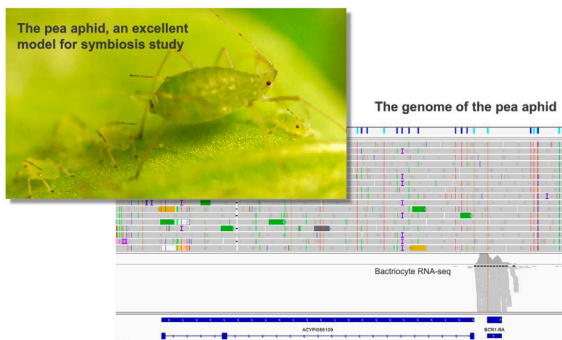 The pea aphid, an excellent
model for symbiosis study
The genome of the pea aphid
Bactriocyte RNA-seq
ACYPI085109
BCR1-RA